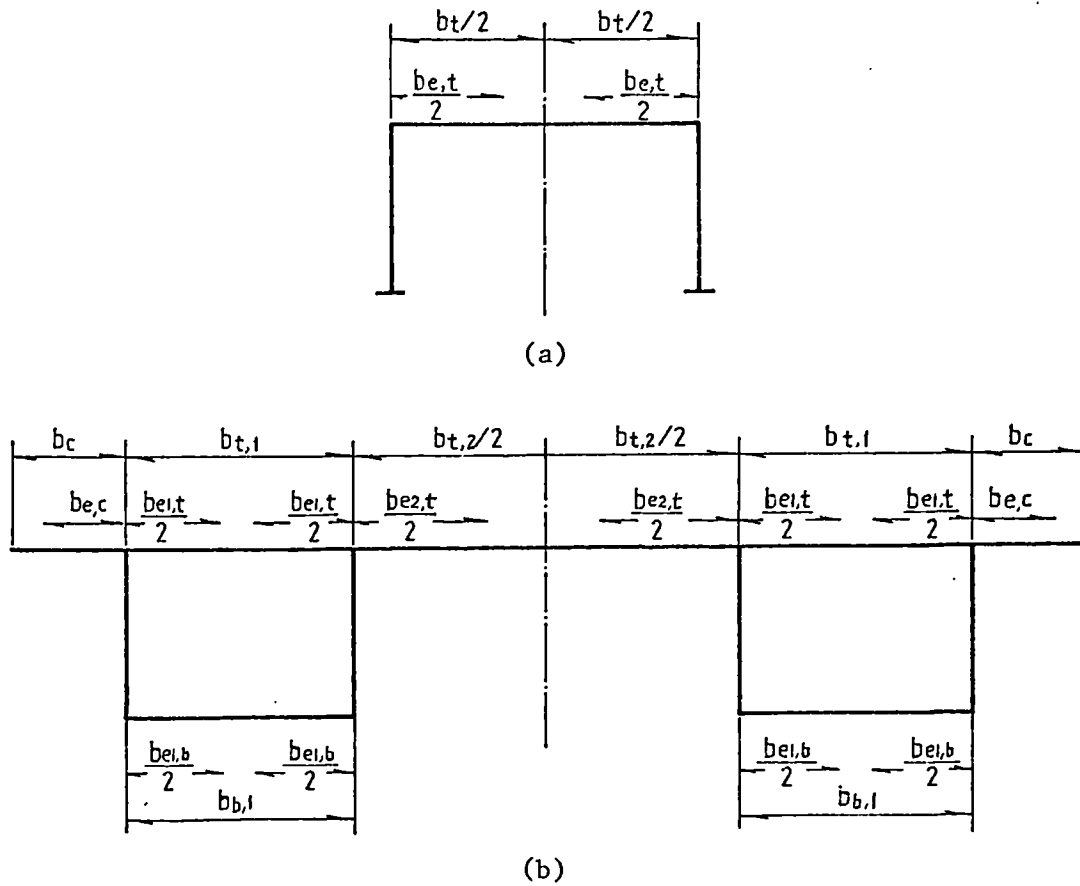 bt/2 bt/2
be,t/2 be,t/2
(a)
bc bt,1 bt,2/2 bt,2/2 bt,1 bc
be,c be1,t/2 be1,t/2 be2,t/2 be2,t/2 be1,t/2 be1,t/2 be,c
be1,b/2 be1,b/2 be1,b/2 be1,b/2
bb,1 bb,1
(b)